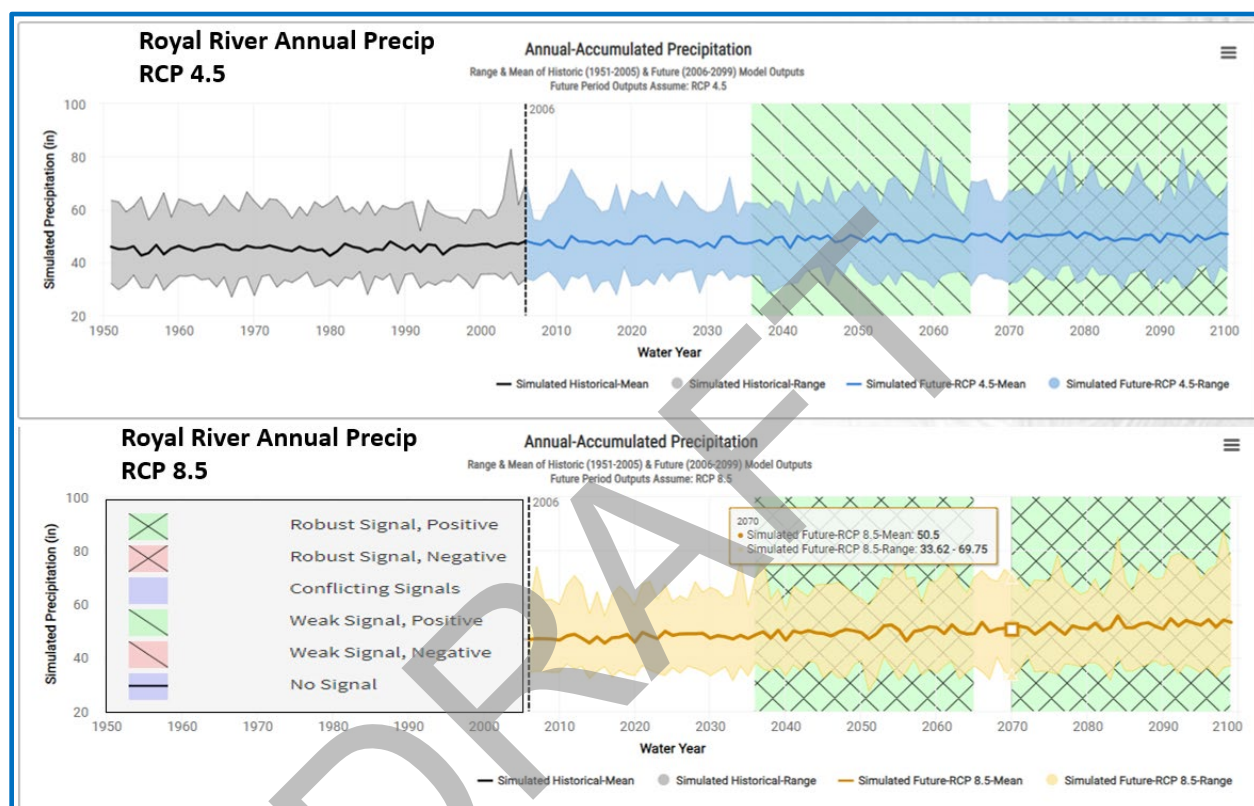 Royal River Annual Precip
RCP 4.5
Annual-Accumulated Precipitation
Range & Mean of Historic (1951-2005) & Future (2006-2099) Model Outputs
Future Period Outputs Assume: RCP 4.5
Simulated Precipitation (in)
100
80
60
40
20
2006
1950 1960 1970 1980 1990 2000 2010 2020 2030 2040 2050 2060 2070 2080 2090 2100
Water Year
Simulated Historical-Mean Simulated Historical-Range Simulated Future-RCP 4.5-Mean Simulated Future-RCP 4.5-Range
Royal River Annual Precip
RCP 8.5
Annual-Accumulated Precipitation
Range & Mean of Historic (1951-2005) & Future (2006-2099) Model Outputs
Future Period Outputs Assume: RCP 8.5
Simulated Precipitation (in)
100
80
60
40
20
2006
Robust Signal, Positive
Robust Signal, Negative
Conflicting Signals
Weak Signal, Positive
Weak Signal, Negative
No Signal
2070
Simulated Future-RCP 8.5-Mean: 50.5
Simulated Future-RCP 8.5-Range: 33.62 - 69.75
1950 1960 1970 1980 1990 2000 2010 2020 2030 2040 2050 2060 2070 2080 2090 2100
Water Year
Simulated Historical-Mean Simulated Historical-Range Simulated Future-RCP 8.5-Mean Simulated Future-RCP 8.5-Range
DRAFT